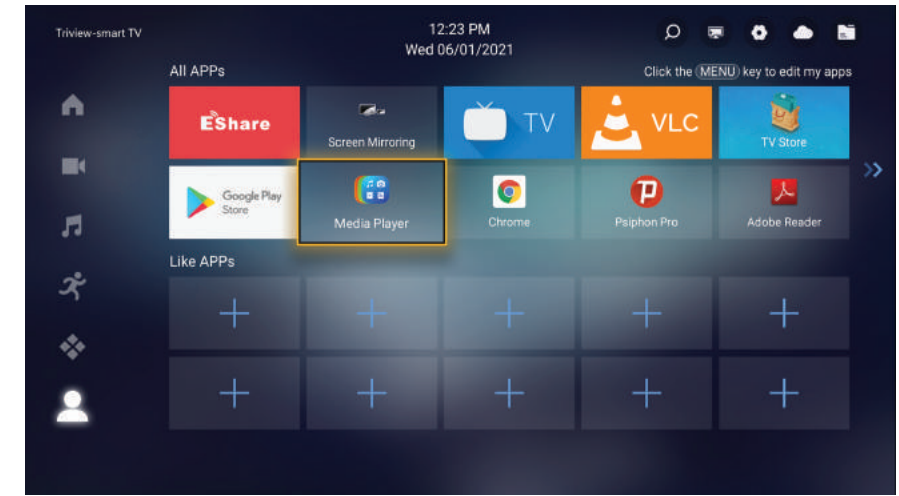 Triview-smart TV
12:23 PM
Wed 06/01/2021
All APPs
Click the MENU key to edit my apps
EShare
Screen Mirroring
TV
VLC
TV Store
Google Play
Store
Media Player
Chrome
Psiphon Pro
Adobe Reader
Like APPs